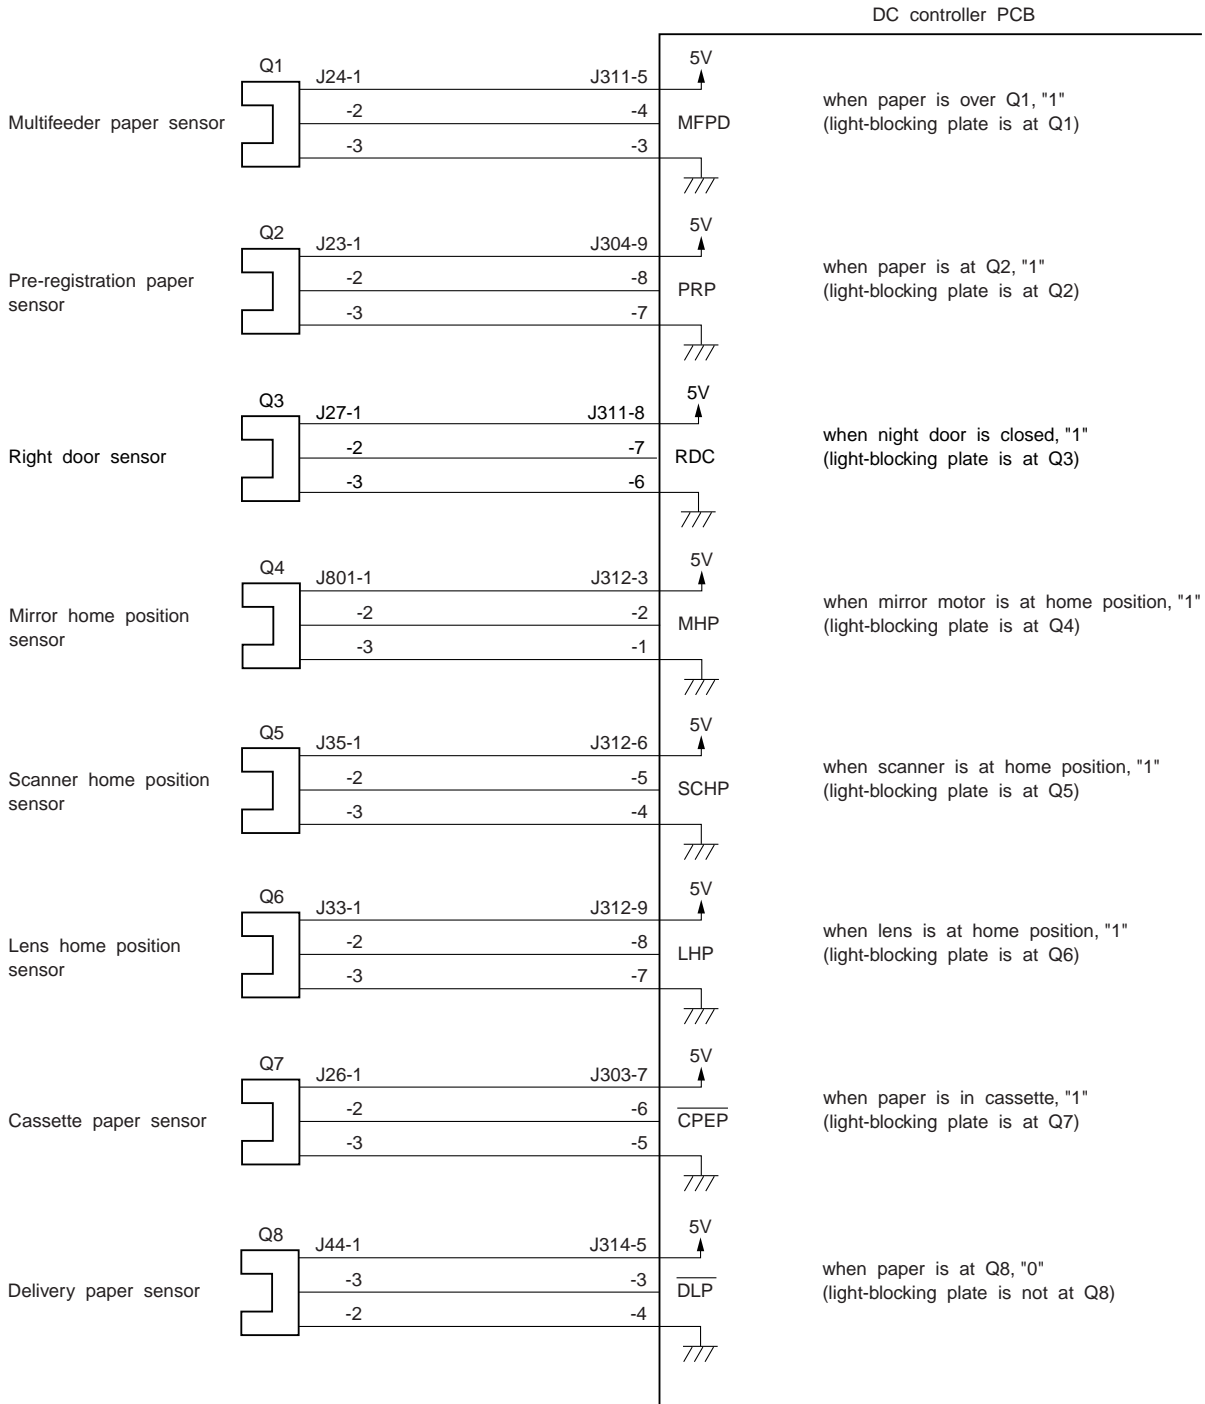 DC controller PCB
Q1
J24-1 J311-5 5V
-2 -4
Multifeeder paper sensor
MFPD
-3 -3
when paper is over Q1, "1"
(light-blocking plate is at Q1)
Q2
J23-1 J304-9 5V
-2 -8
Pre-registration paper
sensor
PRP
-3 -7
when paper is at Q2, "1"
(light-blocking plate is at Q2)
Q3
J27-1 J311-8 5V
-2 -7
Right door sensor
RDC
-3 -6
when night door is closed, "1"
(light-blocking plate is at Q3)
Q4
J801-1 J312-3 5V
-2 -2
Mirror home position
sensor
MHP
-3 -1
when mirror motor is at home position, "1"
(light-blocking plate is at Q4)
Q5
J35-1 J312-6 5V
-2 -5
Scanner home position
sensor
SCHP
-3 -4
when scanner is at home position, "1"
(light-blocking plate is at Q5)
Q6
J33-1 J312-9 5V
-2 -8
Lens home position
sensor
LHP
-3 -7
when lens is at home position, "1"
(light-blocking plate is at Q6)
Q7
J26-1 J303-7 5V
-2 -6
Cassette paper sensor
CPEP
-3 -5
when paper is in cassette, "1"
(light-blocking plate is at Q7)
Q8
J44-1 J314-5 5V
-3 -3
Delivery paper sensor
DLP
-2 -4
when paper is at Q8, "0"
(light-blocking plate is not at Q8)